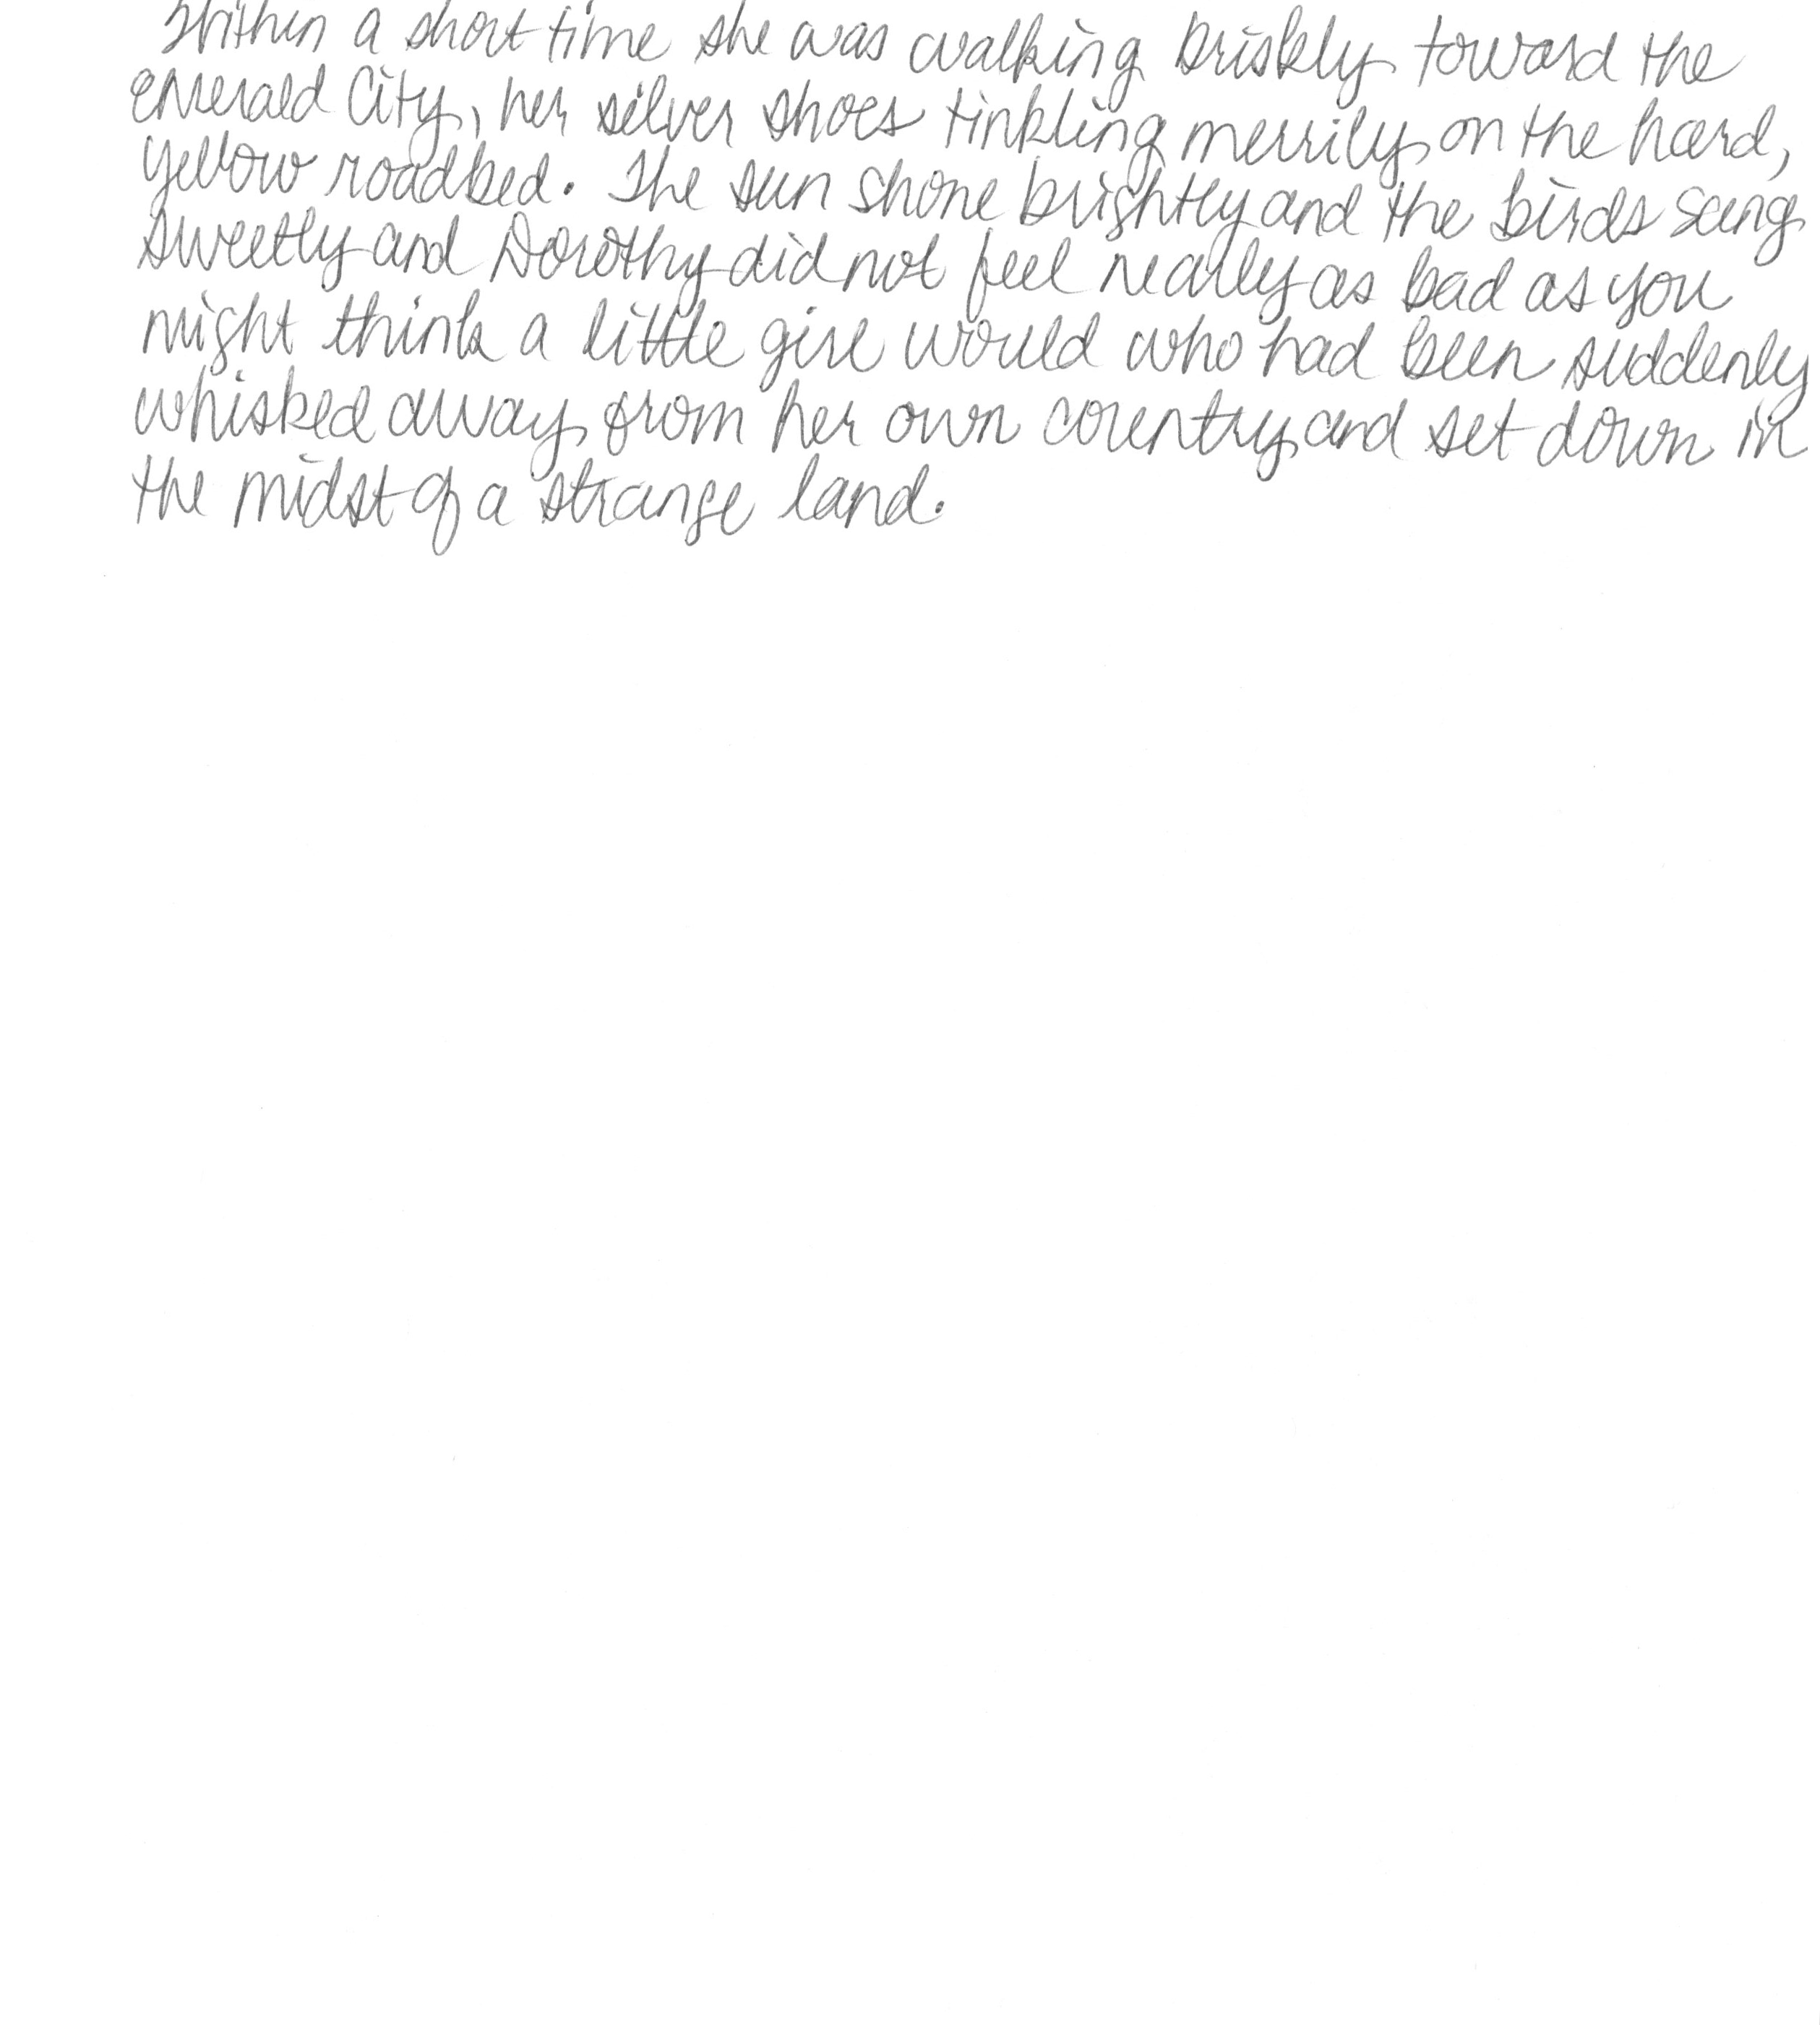 Within a short time she was walking briskly toward the
Emerald City, her silver shoes tinkling merrily on the hard,
yellow roadbed. The sun shone brightly and the birds sang
sweetly and Dorothy did not feel nearly as bad as you
might think a little girl would who had been suddenly
whisked away from her own country and set down in
the midst of a strange land.